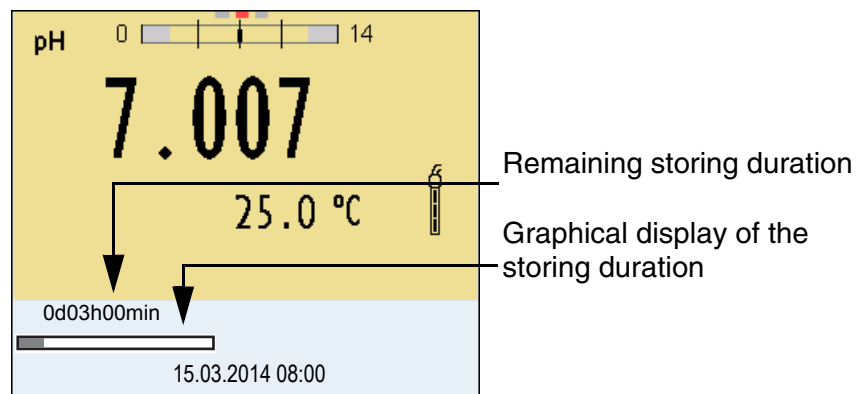 pH 0 14
7.007
25.0 °C
Remaining storing duration
Graphical display of the
storing duration
0d03h00min
15.03.2014 08:00